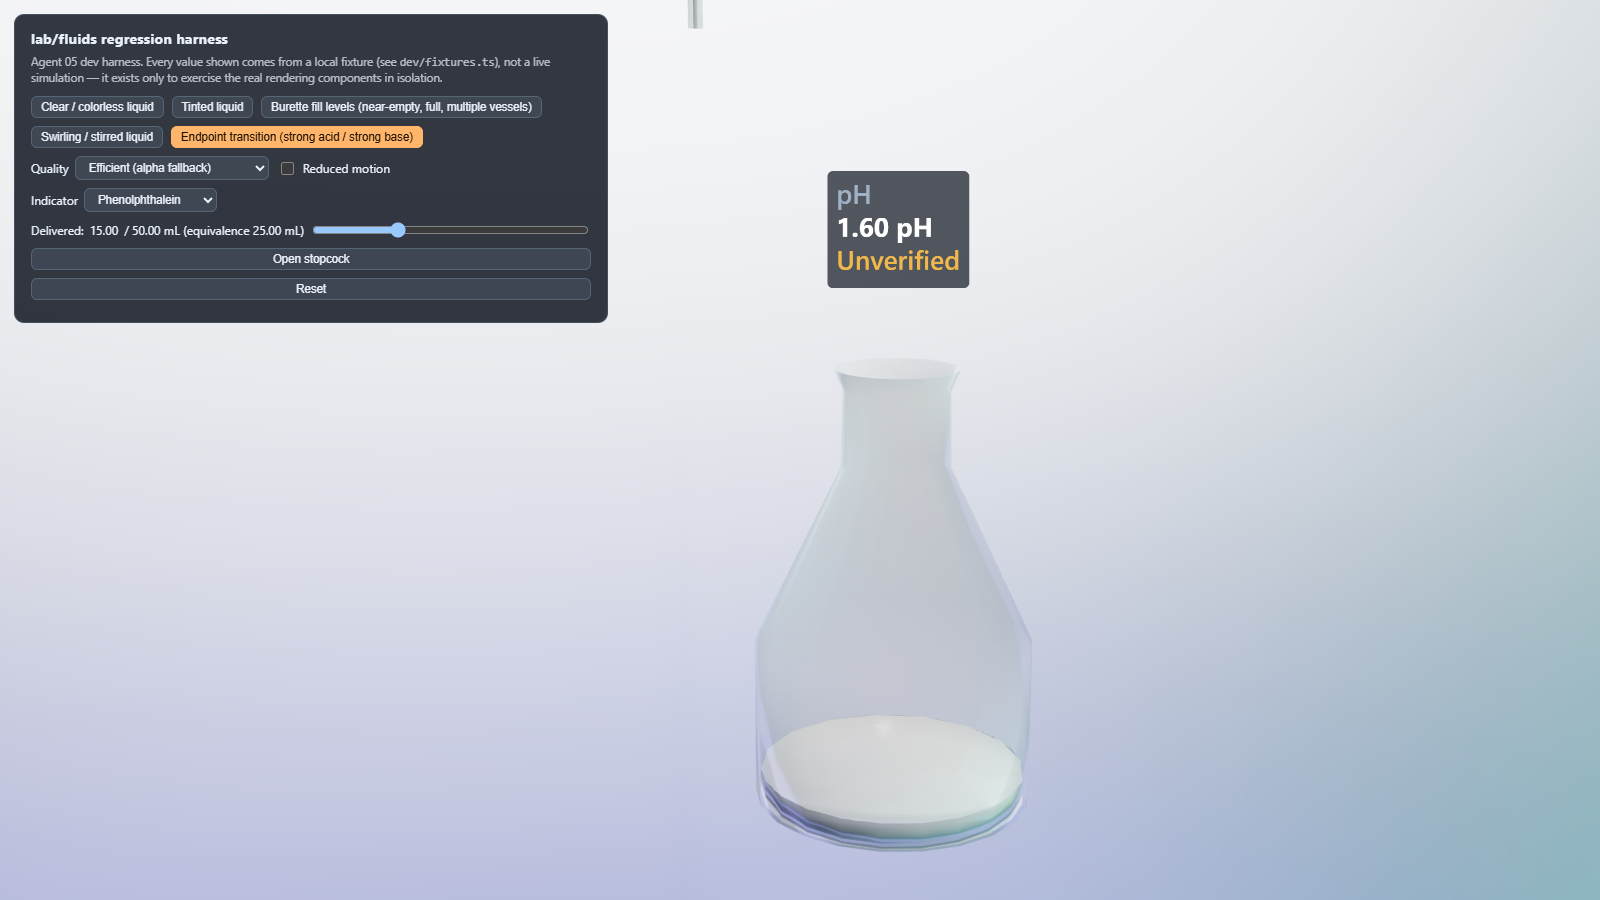 lab/fluids regression harness
Agent 05 dev harness. Every value shown comes from a local fixture (see dev/fixtures.ts), not a live
simulation — it exists only to exercise the real rendering components in isolation.
Clear / colorless liquid
Tinted liquid
Burette fill levels (near-empty, full, multiple vessels)
Swirling / stirred liquid
Endpoint transition (strong acid / strong base)
Quality Efficient (alpha fallback) Reduced motion
Indicator Phenolphthalein
Delivered: 15.00 / 50.00 mL (equivalence 25.00 mL)
Open stopcock
Reset
pH
1.60 pH
Unverified